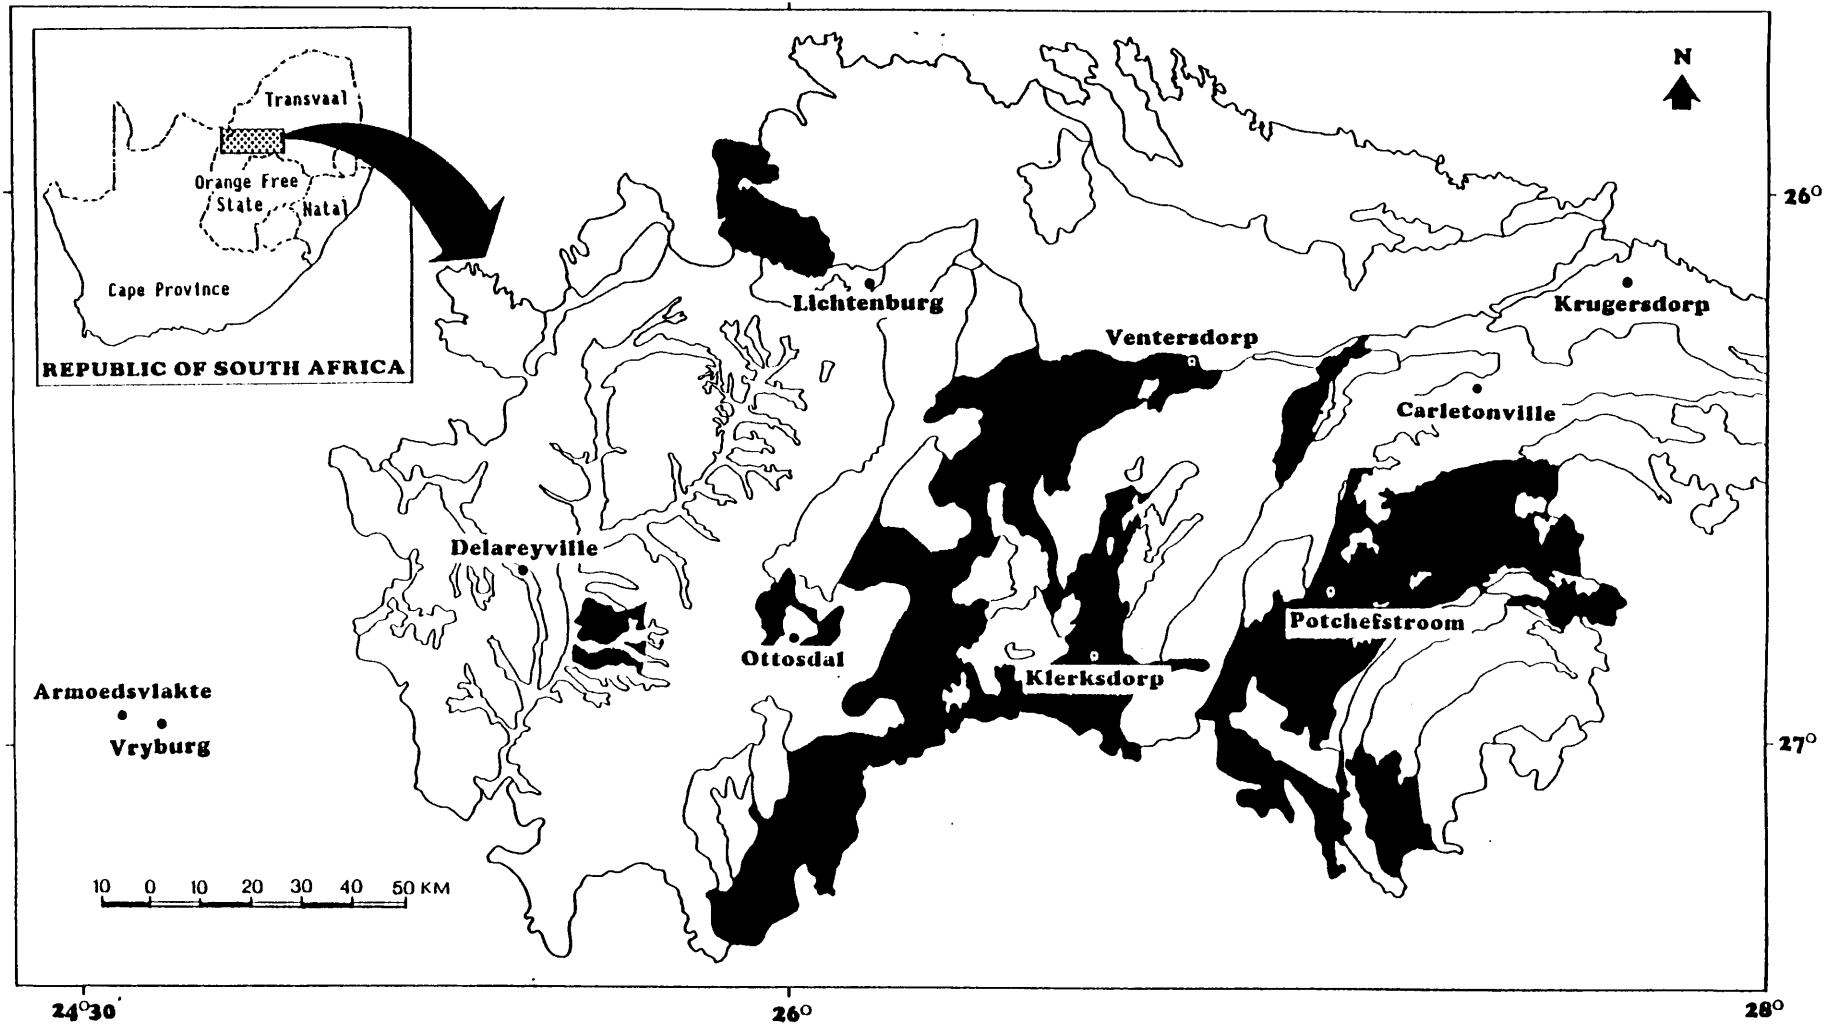 N
Transvaal
Orange Free
State
Natal
Cape Province
REPUBLIC OF SOUTH AFRICA
26°
Lichtenburg
Krugersdorp
Ventersdorp
Carletonville
Delareyville
Potchefstroom
Ottosdal
Klerksdorp
Armoedsvlakte
Vryburg
27°
10 0 10 20 30 40 50 KM
24°30'
26°
28°